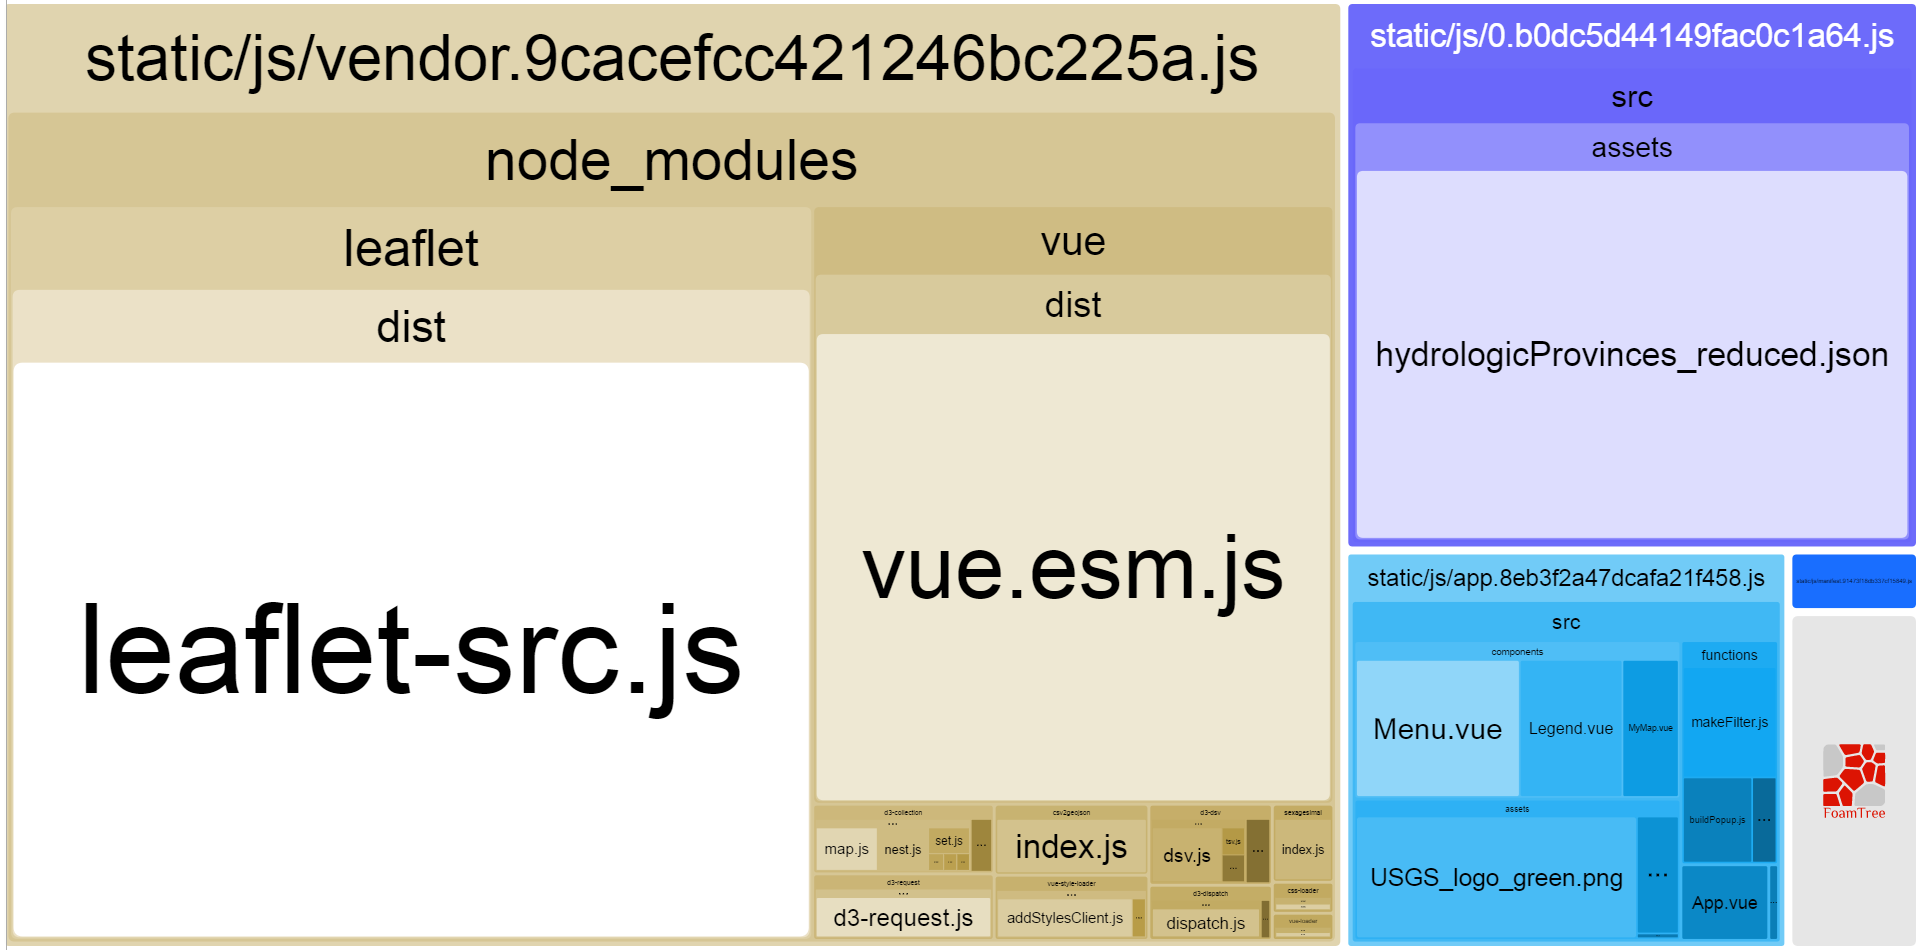 static/js/vendor.9cacefcc421246bc225a.js
node_modules
leaflet
dist
leaflet-src.js
vue
dist
vue.esm.js
d3-collection
...
map.js
nest.js
set.js
...
...
...
...
d3-request
...
d3-request.js
csv2geojson
index.js
vue-style-loader
...
addStylesClient.js
...
d3-dsv
...
dsv.js
tsv.js
...
...
d3-dispatch
...
dispatch.js
...
sexagesimal
index.js
css-loader
...
vue-loader
...
static/js/0.b0dc5d44149fac0c1a64.js
src
assets
hydrologicProvinces_reduced.json
static/js/app.8eb3f2a47dcafa21f458.js
src
components
Menu.vue
Legend.vue
MyMap.vue
assets
USGS_logo_green.png
...
functions
makeFilter.js
buildPopup.js
...
App.vue
...
FoamTree